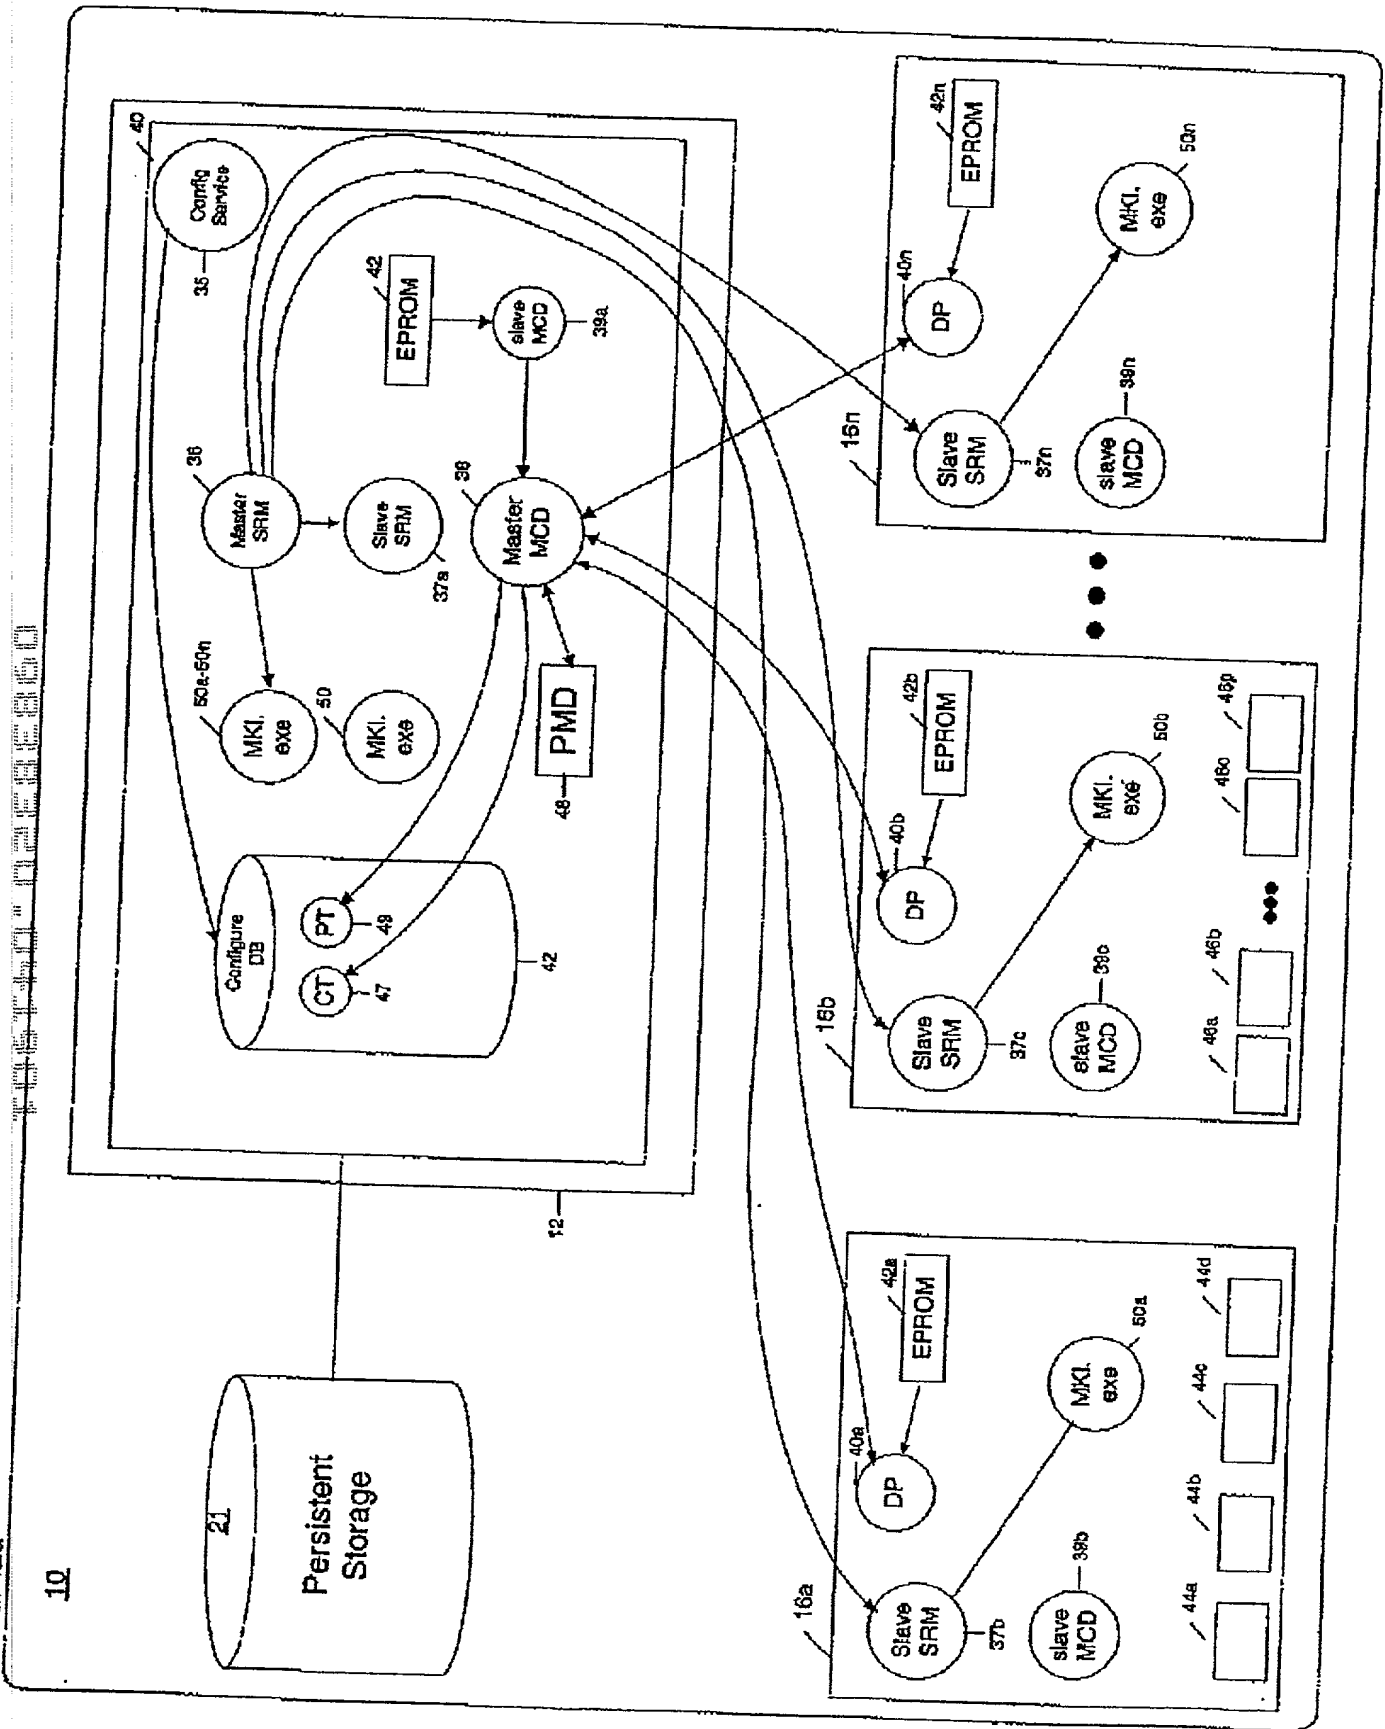 10
21
Persistent
Storage
12
40
Config
Service
35
Configure
DB
CT
47
PT
49
42
50a-50n
MKI.
exe
50
MKI.
exe
36
Master
SRM
Slave
SRM
37a
42
EPROM
slave
MCD
39a
38
Master
MCD
PMD
48
16a
Slave
SRM
37b
slave
MCD
39b
DP
40a
42a
EPROM
MKI.
exe
50a
44a
44b
44c
44d
16b
Slave
SRM
37c
slave
MCD
39c
DP
40b
42b
EPROM
MKI.
exe
50b
46a
46b
46c
46p
16n
Slave
SRM
37n
slave
MCD
39n
DP
40n
42n
EPROM
MKI.
exe
50n